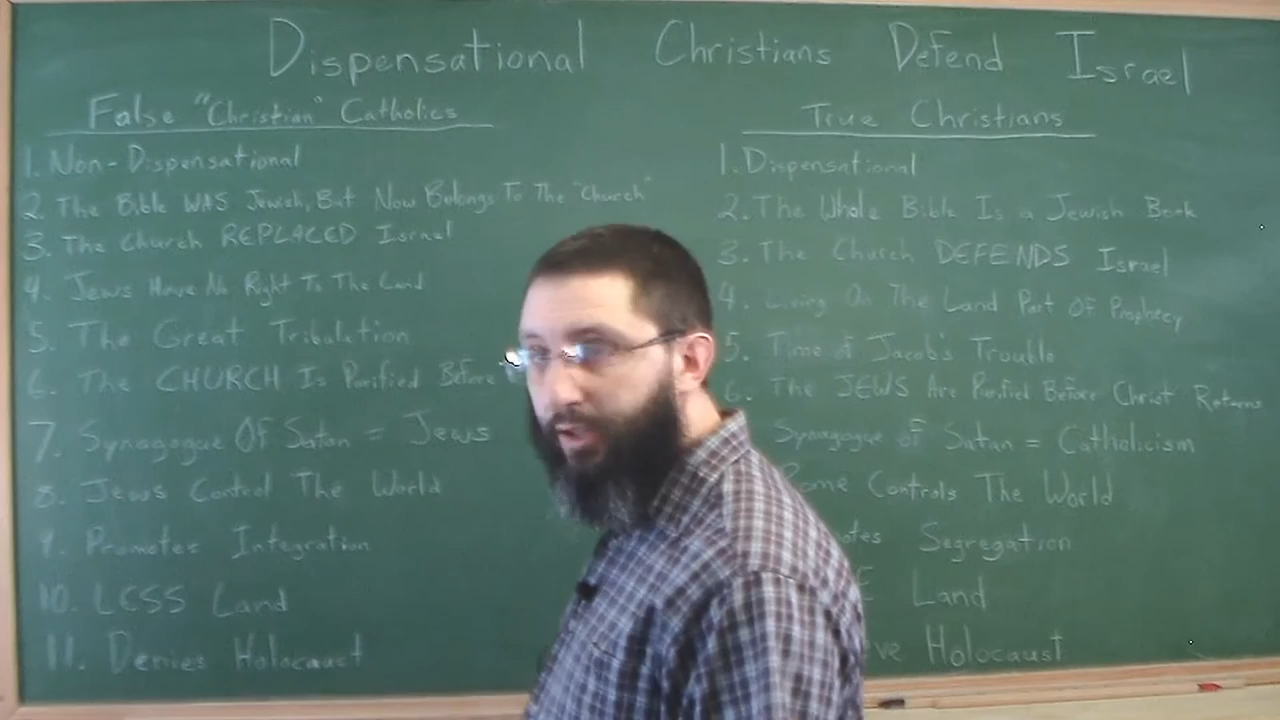 Dispensational Christians Defend Israel
False "Christian" Catholics
1. Non-Dispensational
2. The Bible WAS Jewish, But Now Belongs To The "Church"
3. The Church REPLACED Israel
4. Jews Have No Right To The Land
5. The Great Tribulation
6. The CHURCH Is Purified Before
7. Synagogue Of Satan = Jews
8. Jews Control The World
9. Promotes Integration
10. LESS Land
11. Denies Holocaust
True Christians
1. Dispensational
2. The Whole Bible Is a Jewish Book
3. The Church DEFENDS Israel
4. Living On The Land Part Of Prophecy
5. Time of Jacob's Trouble
6. The JEWS Are Purified Before Christ Returns
Synagogue of Satan = Catholicism
Rome Controls The World
otes Segregation
E Land
ve Holocaust